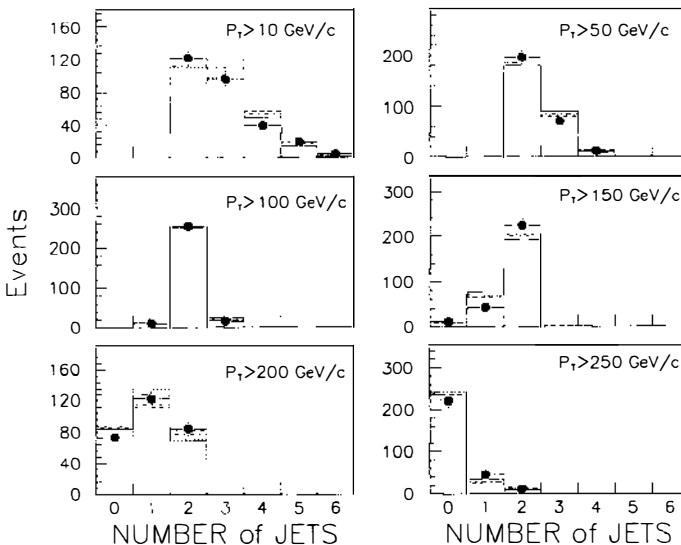 P_T>10 GeV/c
160
120
80
40
0
P_T>50 GeV/c
200
100
0
P_T>100 GeV/c
300
200
100
0
P_T>150 GeV/c
300
200
100
0
Events
P_T>200 GeV/c
160
120
80
40
0
P_T>250 GeV/c
300
200
100
0
0 1 2 3 4 5 6
0 1 2 3 4 5 6
NUMBER of JETS
NUMBER of JETS